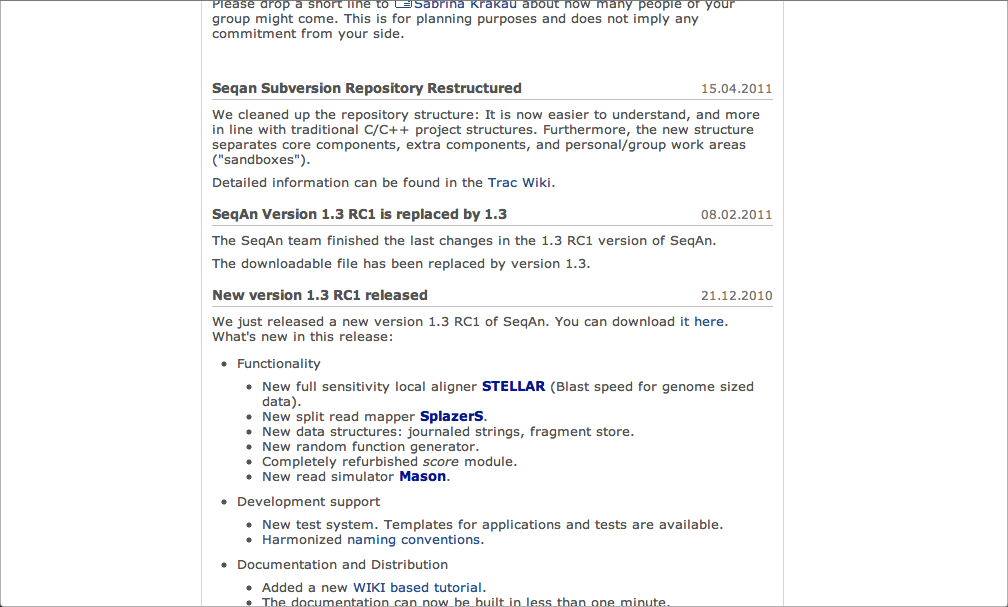 Please drop a short line to Sabrina Krakau about how many people of your
group might come. This is for planning purposes and does not imply any
commitment from your side.
Seqan Subversion Repository Restructured 15.04.2011
We cleaned up the repository structure: It is now easier to understand, and more
in line with traditional C/C++ project structures. Furthermore, the new structure
separates core components, extra components, and personal/group work areas
("sandboxes").
Detailed information can be found in the Trac Wiki.
SeqAn Version 1.3 RC1 is replaced by 1.3 08.02.2011
The SeqAn team finished the last changes in the 1.3 RC1 version of SeqAn.
The downloadable file has been replaced by version 1.3.
New version 1.3 RC1 released 21.12.2010
We just released a new version 1.3 RC1 of SeqAn. You can download it here.
What's new in this release:
• Functionality
• New full sensitivity local aligner STELLAR (Blast speed for genome sized
data).
• New split read mapper SplazerS.
• New data structures: journaled strings, fragment store.
• New random function generator.
• Completely refurbished score module.
• New read simulator Mason.
• Development support
• New test system. Templates for applications and tests are available.
• Harmonized naming conventions.
• Documentation and Distribution
• Added a new WIKI based tutorial.
• The documentation can now be built in less than one minute.